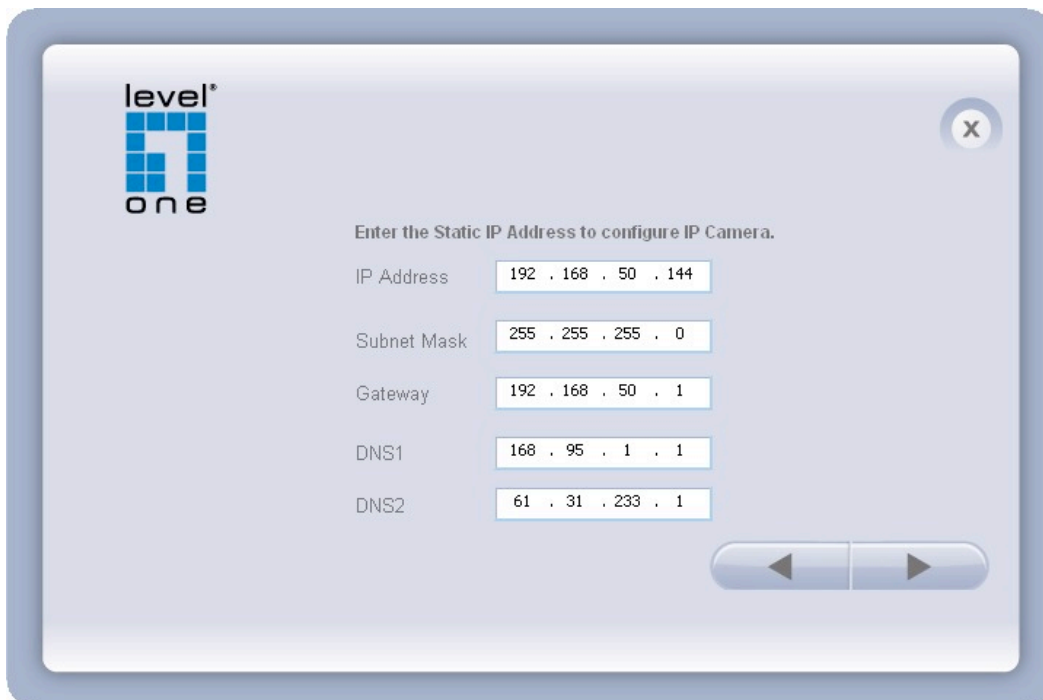 level®
one
X
Enter the Static IP Address to configure IP Camera.
IP Address 192 . 168 . 50 . 144
Subnet Mask 255 . 255 . 255 . 0
Gateway 192 . 168 . 50 . 1
DNS1 168 . 95 . 1 . 1
DNS2 61 . 31 . 233 . 1